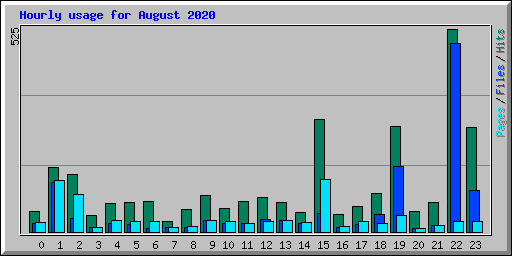 Hourly usage for August 2020
525
Pages / Files / Hits
0 1 2 3 4 5 6 7 8 9 10 11 12 13 14 15 16 17 18 19 20 21 22 23